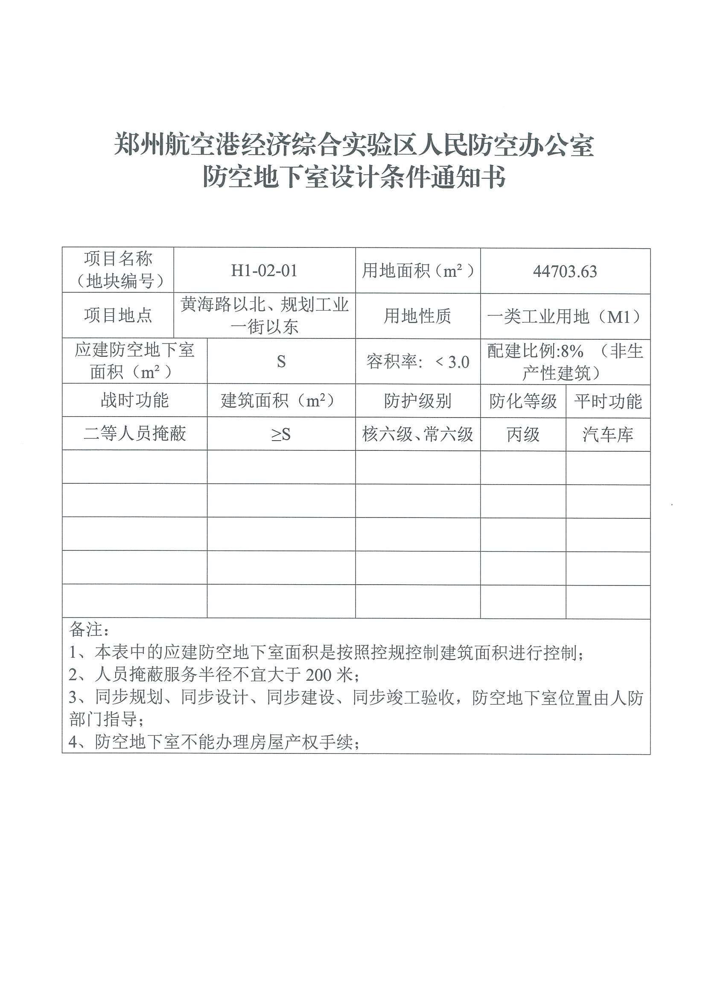 郑州航空港经济综合实验区人民防空办公室
防空地下室设计条件通知书
项目名称
（地块编号）
H1-02-01
用地面积（m²）
44703.63
项目地点
黄海路以北、规划工业
一街以东
用地性质
一类工业用地（M1）
应建防空地下室
面积（m²）
S
容积率：﹤3.0
配建比例:8% （非生
产性建筑）
战时功能
建筑面积（m²）
防护级别
防化等级
平时功能
二等人员掩蔽
≥S
核六级、常六级
丙级
汽车库
备注：
1、本表中的应建防空地下室面积是按照控规控制建筑面积进行控制；
2、人员掩蔽服务半径不宜大于 200 米；
3、同步规划、同步设计、同步建设、同步竣工验收，防空地下室位置由人防
部门指导；
4、防空地下室不能办理房屋产权手续；